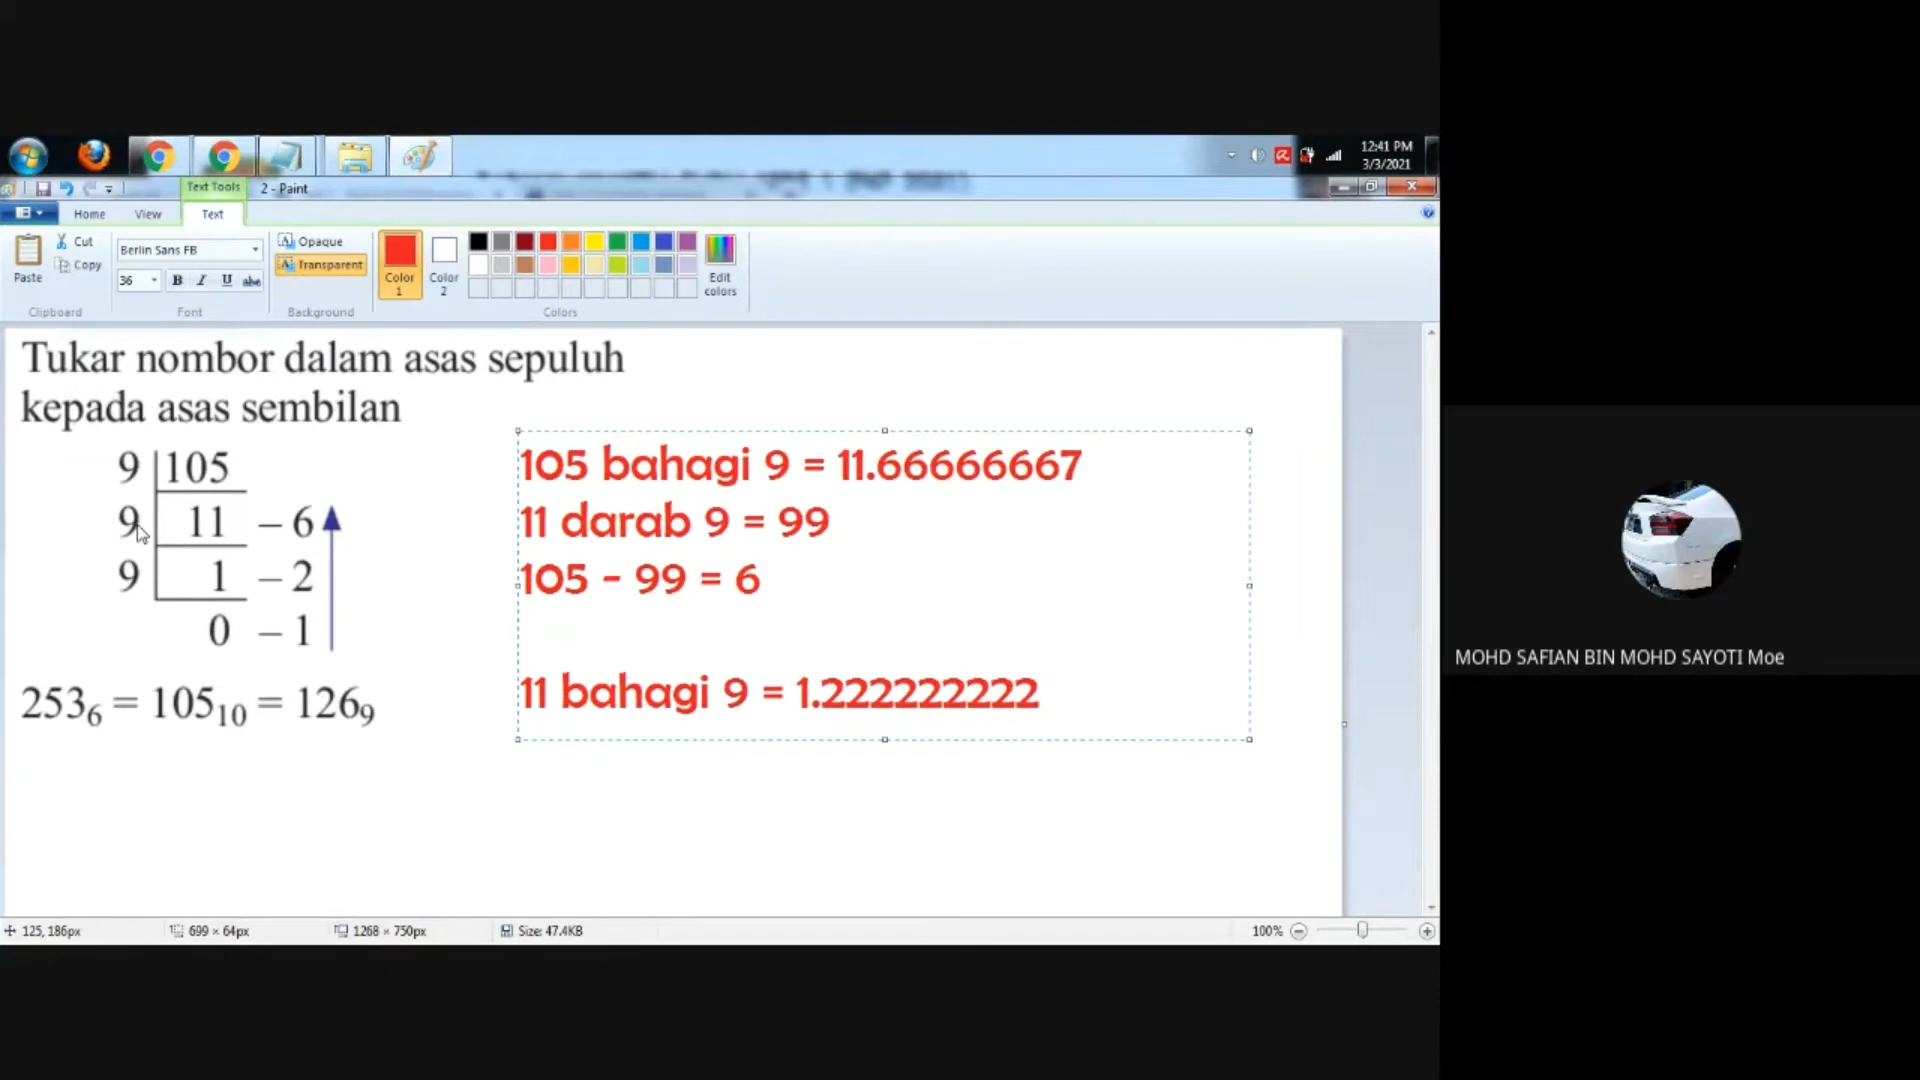 12:41 PM
3/3/2021
Text Tools
2 - Paint
Home
View
Text
Paste
Cut
Copy
Clipboard
Berlin Sans FB
36
B I U abc
Font
Opaque
Transparent
Background
Color 1
Color 2
Edit colors
Colors
Tukar nombor dalam asas sepuluh
kepada asas sembilan
9 105
9 11 – 6
9 1 – 2
0 – 1
253₆ = 105₁₀ = 126₉
105 bahagi 9 = 11.66666667
11 darab 9 = 99
105 - 99 = 6
11 bahagi 9 = 1.222222222
125, 186px
699 × 64px
1268 × 750px
Size: 47.4KB
100%
MOHD SAFIAN BIN MOHD SAYOTI Moe